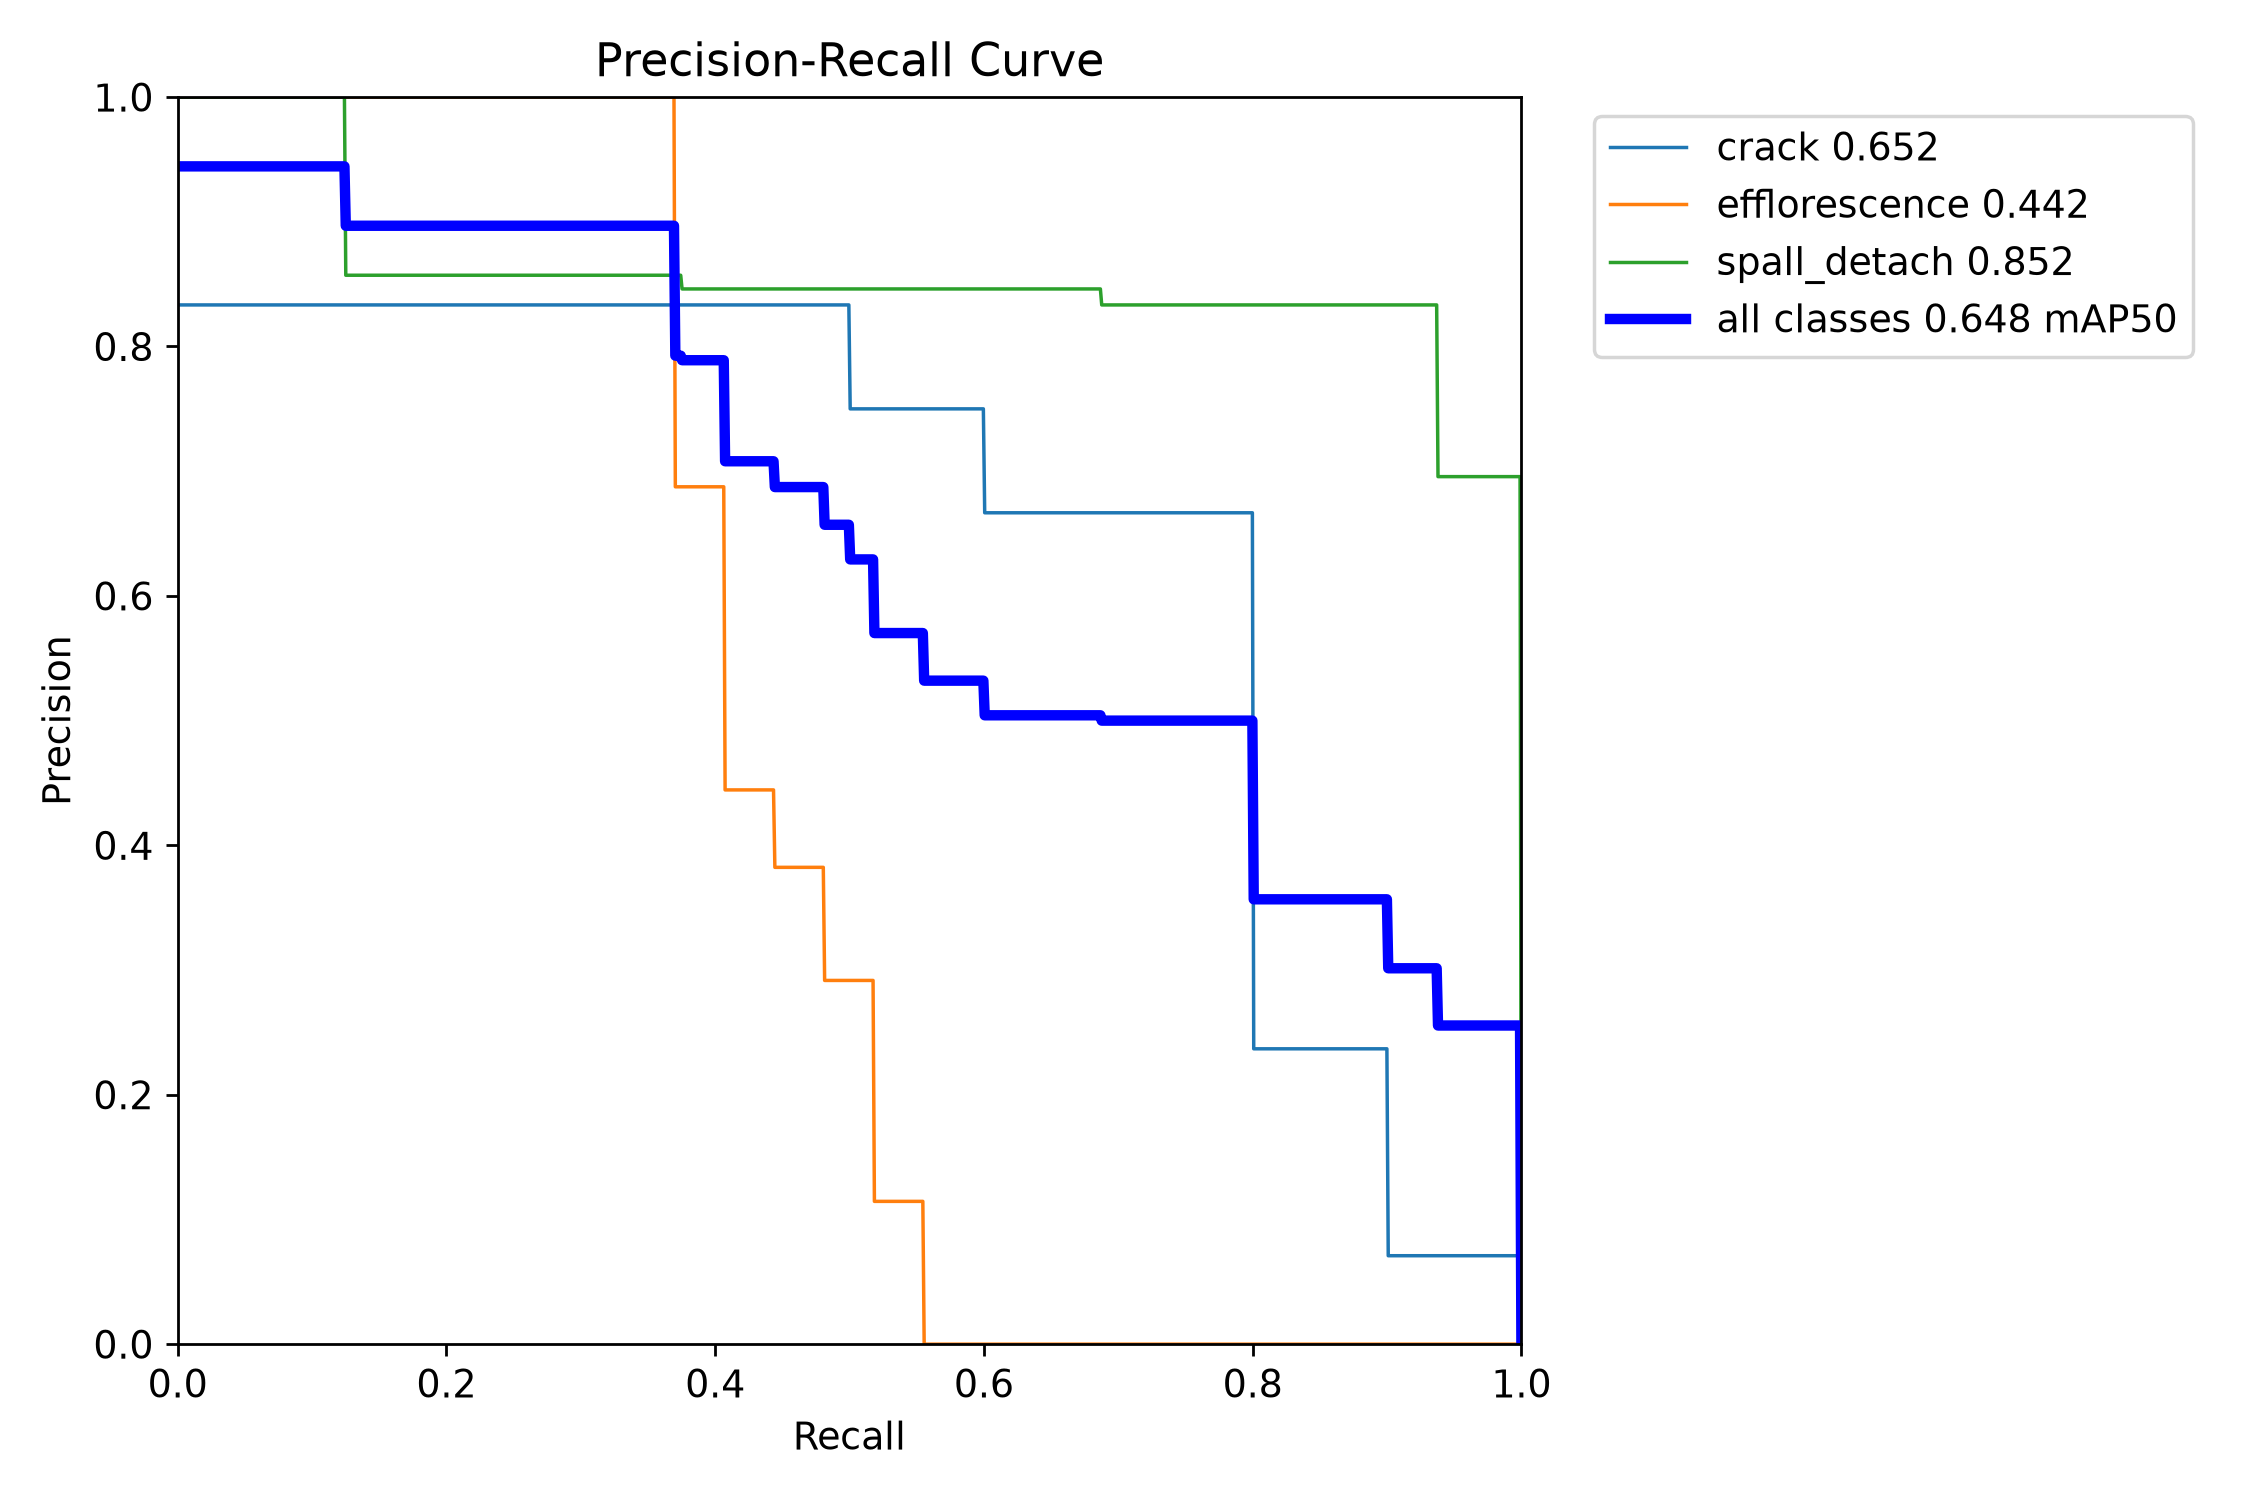 Precision-Recall Curve
1.0
0.8
0.6
0.4
0.2
0.0
Precision
0.0 0.2 0.4 0.6 0.8 1.0
Recall
crack 0.652
efflorescence 0.442
spall_detach 0.852
all classes 0.648 mAP50